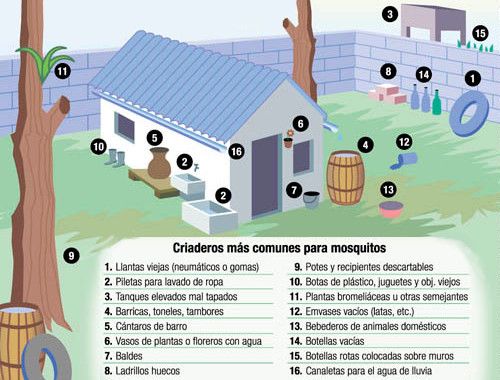 3
15
11
8
14
1
10
5
2
16
6
4
12
2
7
13
9
Criaderos más comunes para mosquitos
1. Llantas viejas (neumáticos o gomas)
2. Piletas para lavado de ropa
3. Tanques elevados mal tapados
4. Barricas, toneles, tambores
5. Cántaros de barro
6. Vasos de plantas o floreros con agua
7. Baldes
8. Ladrillos huecos
9. Potes y recipientes descartables
10. Botas de plástico, juguetes y obj. viejos
11. Plantas bromeliáceas u otras semejantes
12. Emvases vacíos (latas, etc.)
13. Bebederos de animales domésticos
14. Botellas vacías
15. Botellas rotas colocadas sobre muros
16. Canaletas para el agua de lluvia